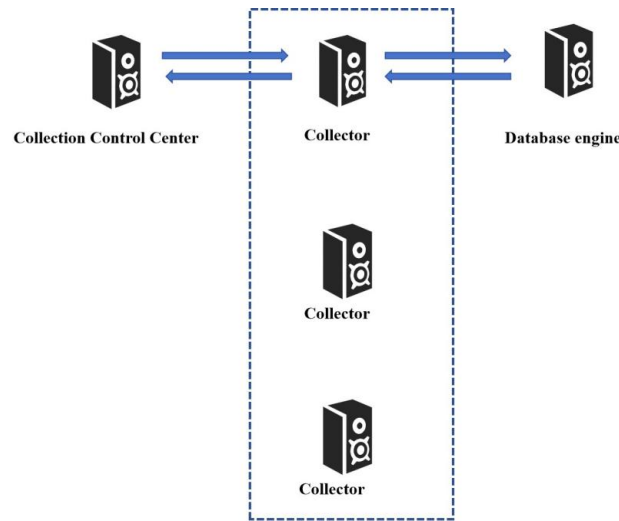 Collection Control Center
Collector
Database engine
Collector
Collector